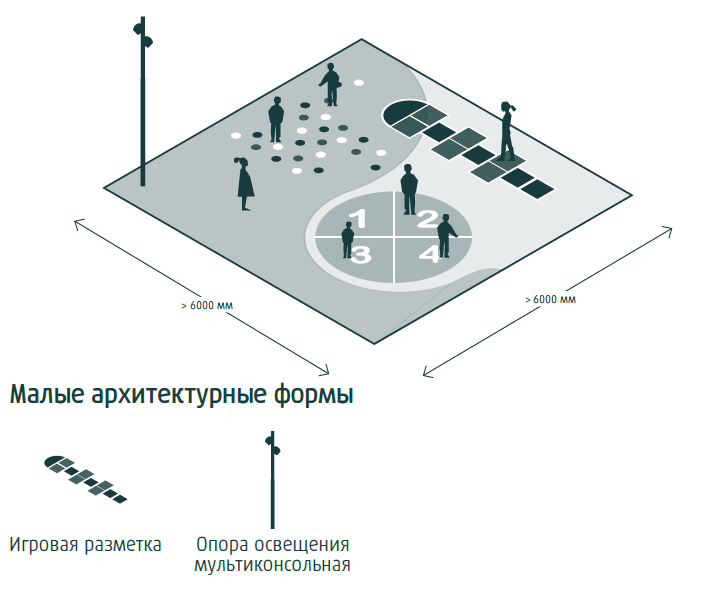 1 2
3 4
> 6000 мм
> 6000 мм
Малые архитектурные формы
Игровая разметка
Опора освещения
мультиконсольная